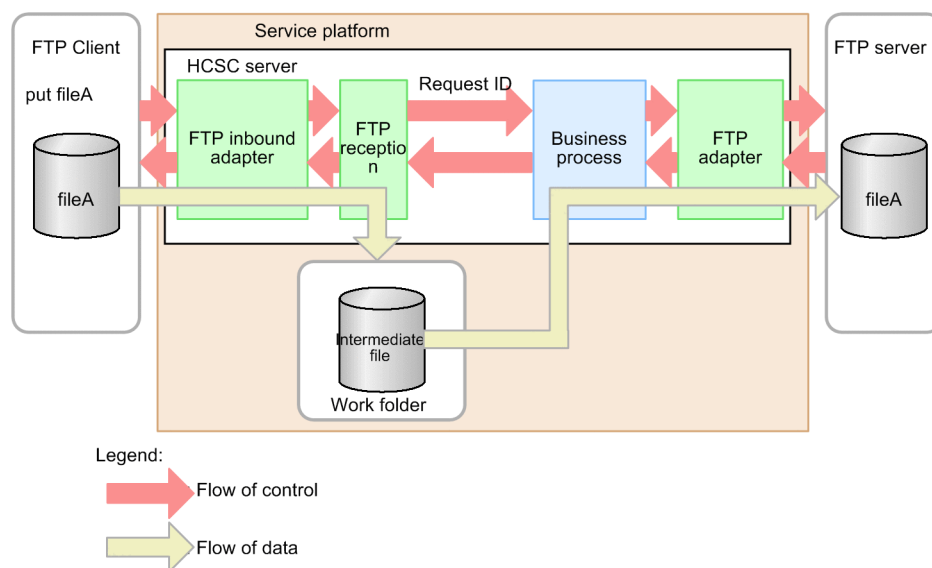 Service platform
FTP Client
FTP server
HCSC server
put fileA
Request ID
FTP inbound
adapter
FTP
receptio
n
Business
process
FTP
adapter
fileA
fileA
Intermediate
file
Work folder
Legend:
Flow of control
Flow of data